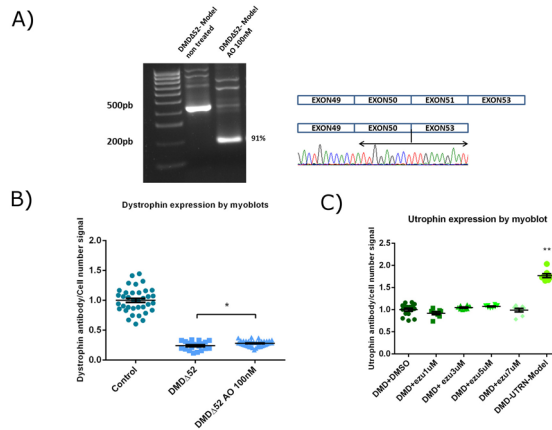 A)
DMDΔ52- Model
non treated
DMDΔ52- Model
AO 100nM
500pb
200pb
91%
EXON49 EXON50 EXON51 EXON53
EXON49 EXON50 EXON53
B)
Dystrophin expression by myoblots
Dystrophin antibody/Cell number signal
2.0
1.5
1.0
0.5
0.0
*
Control
DMDΔ52
DMDΔ52 AO 100nM
C)
Utrophin expression by myoblot
Utrophin antibody/cell number signal
2.5
2.0
1.5
1.0
0.5
0.0
**
DMD+DMSO
DMD+ezu1uM
DMD+ ezu3uM
DMD+ezu5uM
DMD+ezu7uM
DMD-UTRN-Model